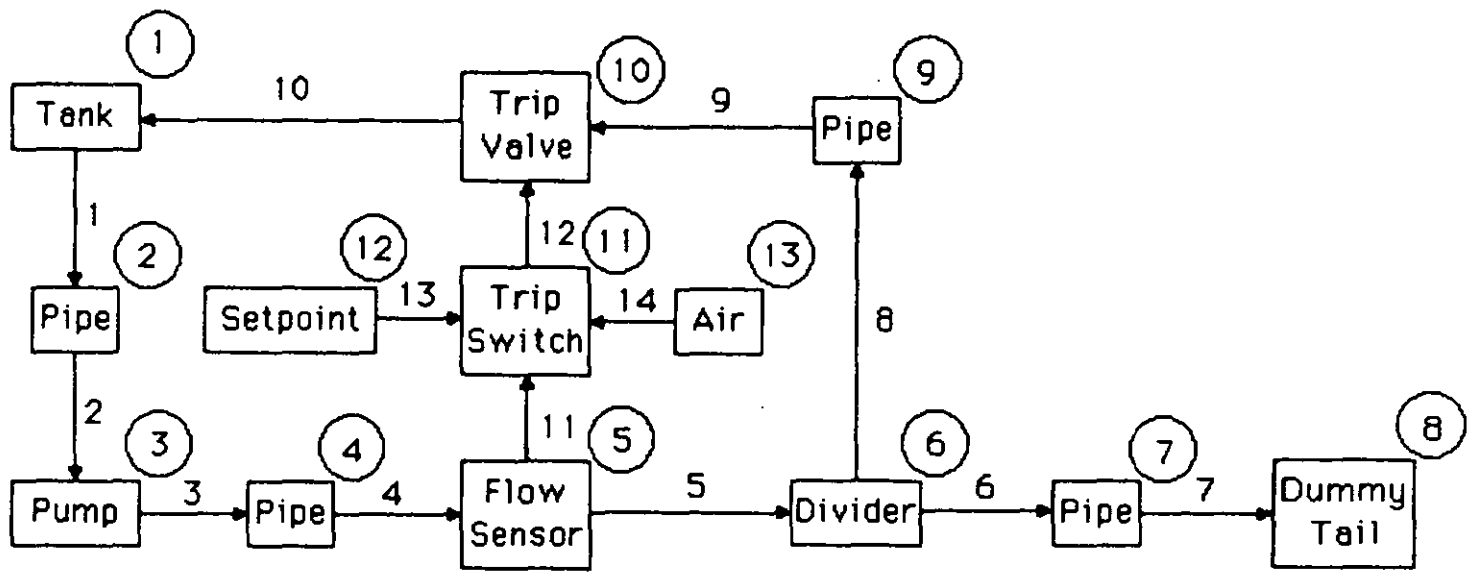 1
10
9
Tank
10
Trip
Valve
9
Pipe
1
2
12
12
11
13
Pipe
Setpoint
13
Trip
Switch
14
Air
8
2
3
4
11
5
6
7
8
Pump
3
Pipe
4
Flow
Sensor
5
Divider
6
Pipe
7
Dummy
Tail